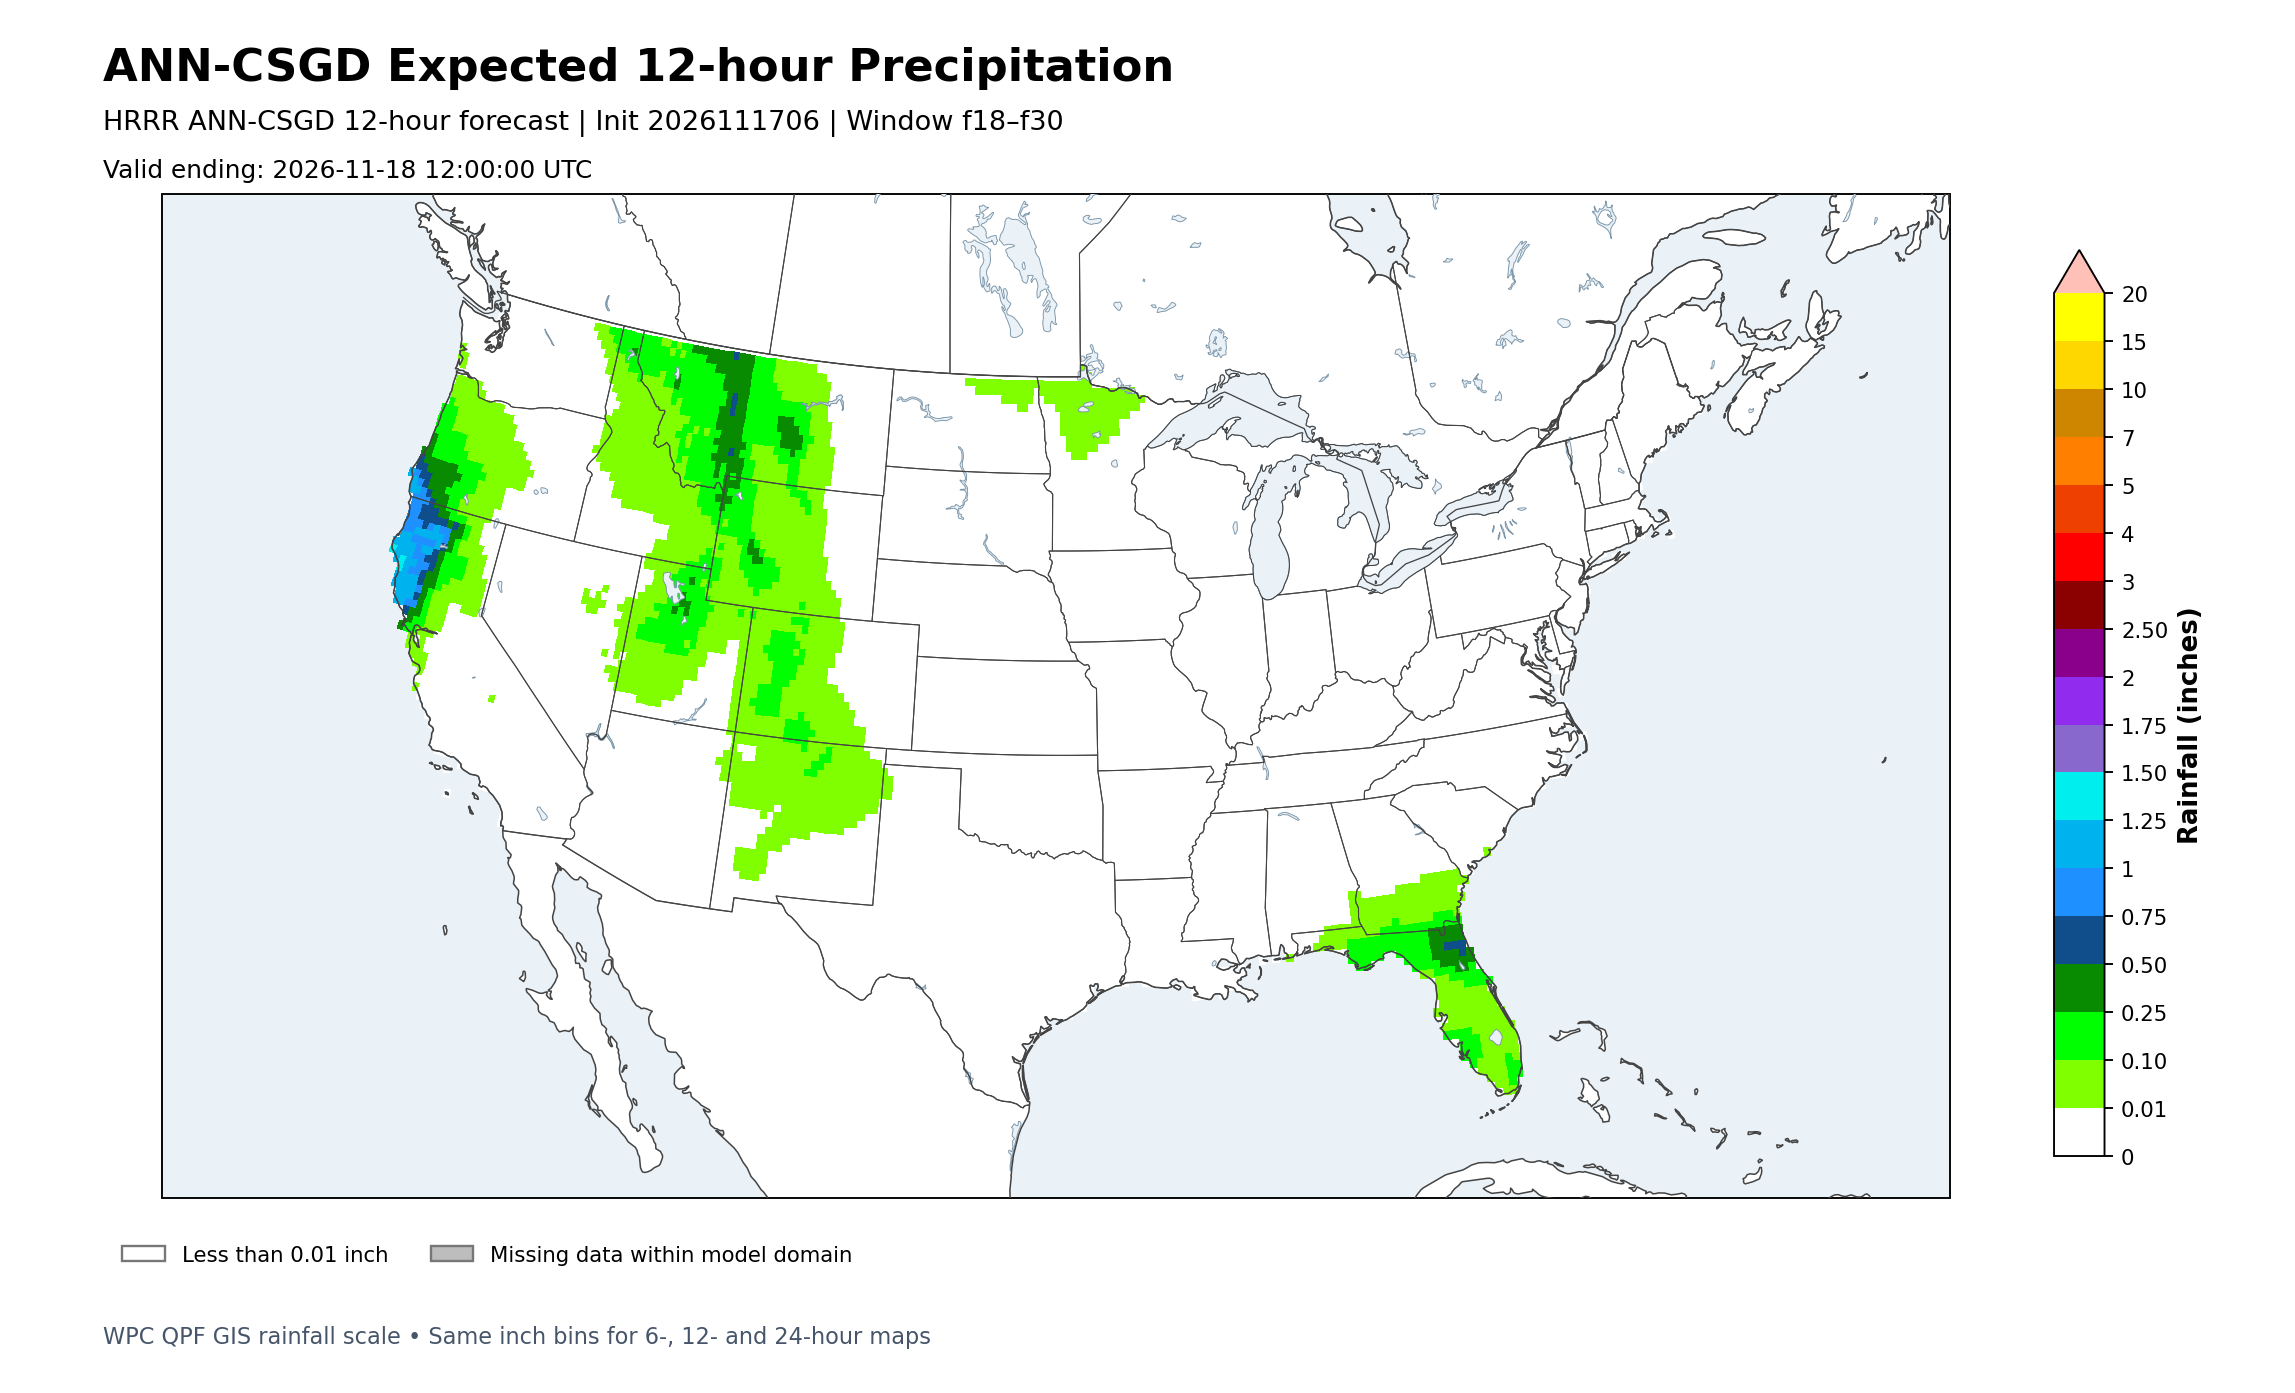 ANN-CSGD Expected 12-hour Precipitation
HRRR ANN-CSGD 12-hour forecast | Init 2026111706 | Window f18–f30
Valid ending: 2026-11-18 12:00:00 UTC
20
15
10
7
5
4
3
2.50
2
1.75
1.50
1.25
1
0.75
0.50
0.25
0.10
0.01
0
Rainfall (inches)
Less than 0.01 inch
Missing data within model domain
WPC QPF GIS rainfall scale • Same inch bins for 6-, 12- and 24-hour maps